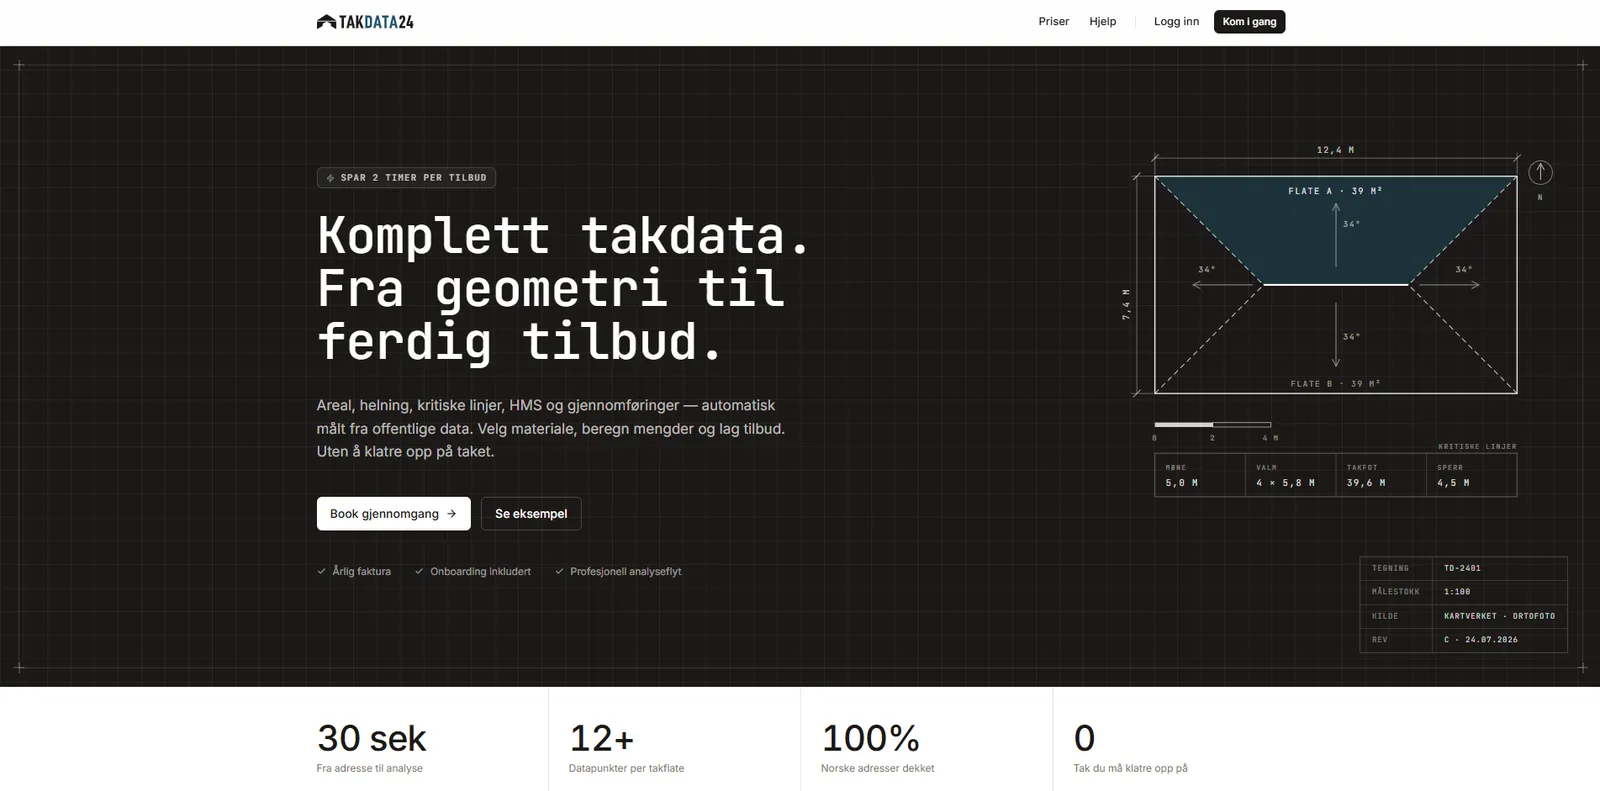 TAKDATA24
Priser
Hjelp
Logg inn
Kom i gang
SPAR 2 TIMER PER TILBUD
Komplett takdata.
Fra geometri til
ferdig tilbud.
Areal, helning, kritiske linjer, HMS og gjennomføringer — automatisk
målt fra offentlige data. Velg materiale, beregn mengder og lag tilbud.
Uten å klatre opp på taket.
Book gjennomgang →
Se eksempel
✓ Årlig faktura
✓ Onboarding inkludert
✓ Profesjonell analyseflyt
12,4 M
N
FLATE A · 39 M²
34°
34°
34°
7,4 M
34°
FLATE B · 39 M²
0 2 4 M
KRITISKE LINJER
MØNE
5,0 M
VALM
4 × 5,8 M
TAKFOT
39,6 M
SPERR
4,5 M
TEGNING TD-2401
MÅLESTOKK 1:100
KILDE KARTVERKET · ORTOFOTO
REV C · 24.07.2026
30 sek
Fra adresse til analyse
12+
Datapunkter per takflate
100%
Norske adresser dekket
0
Tak du må klatre opp på